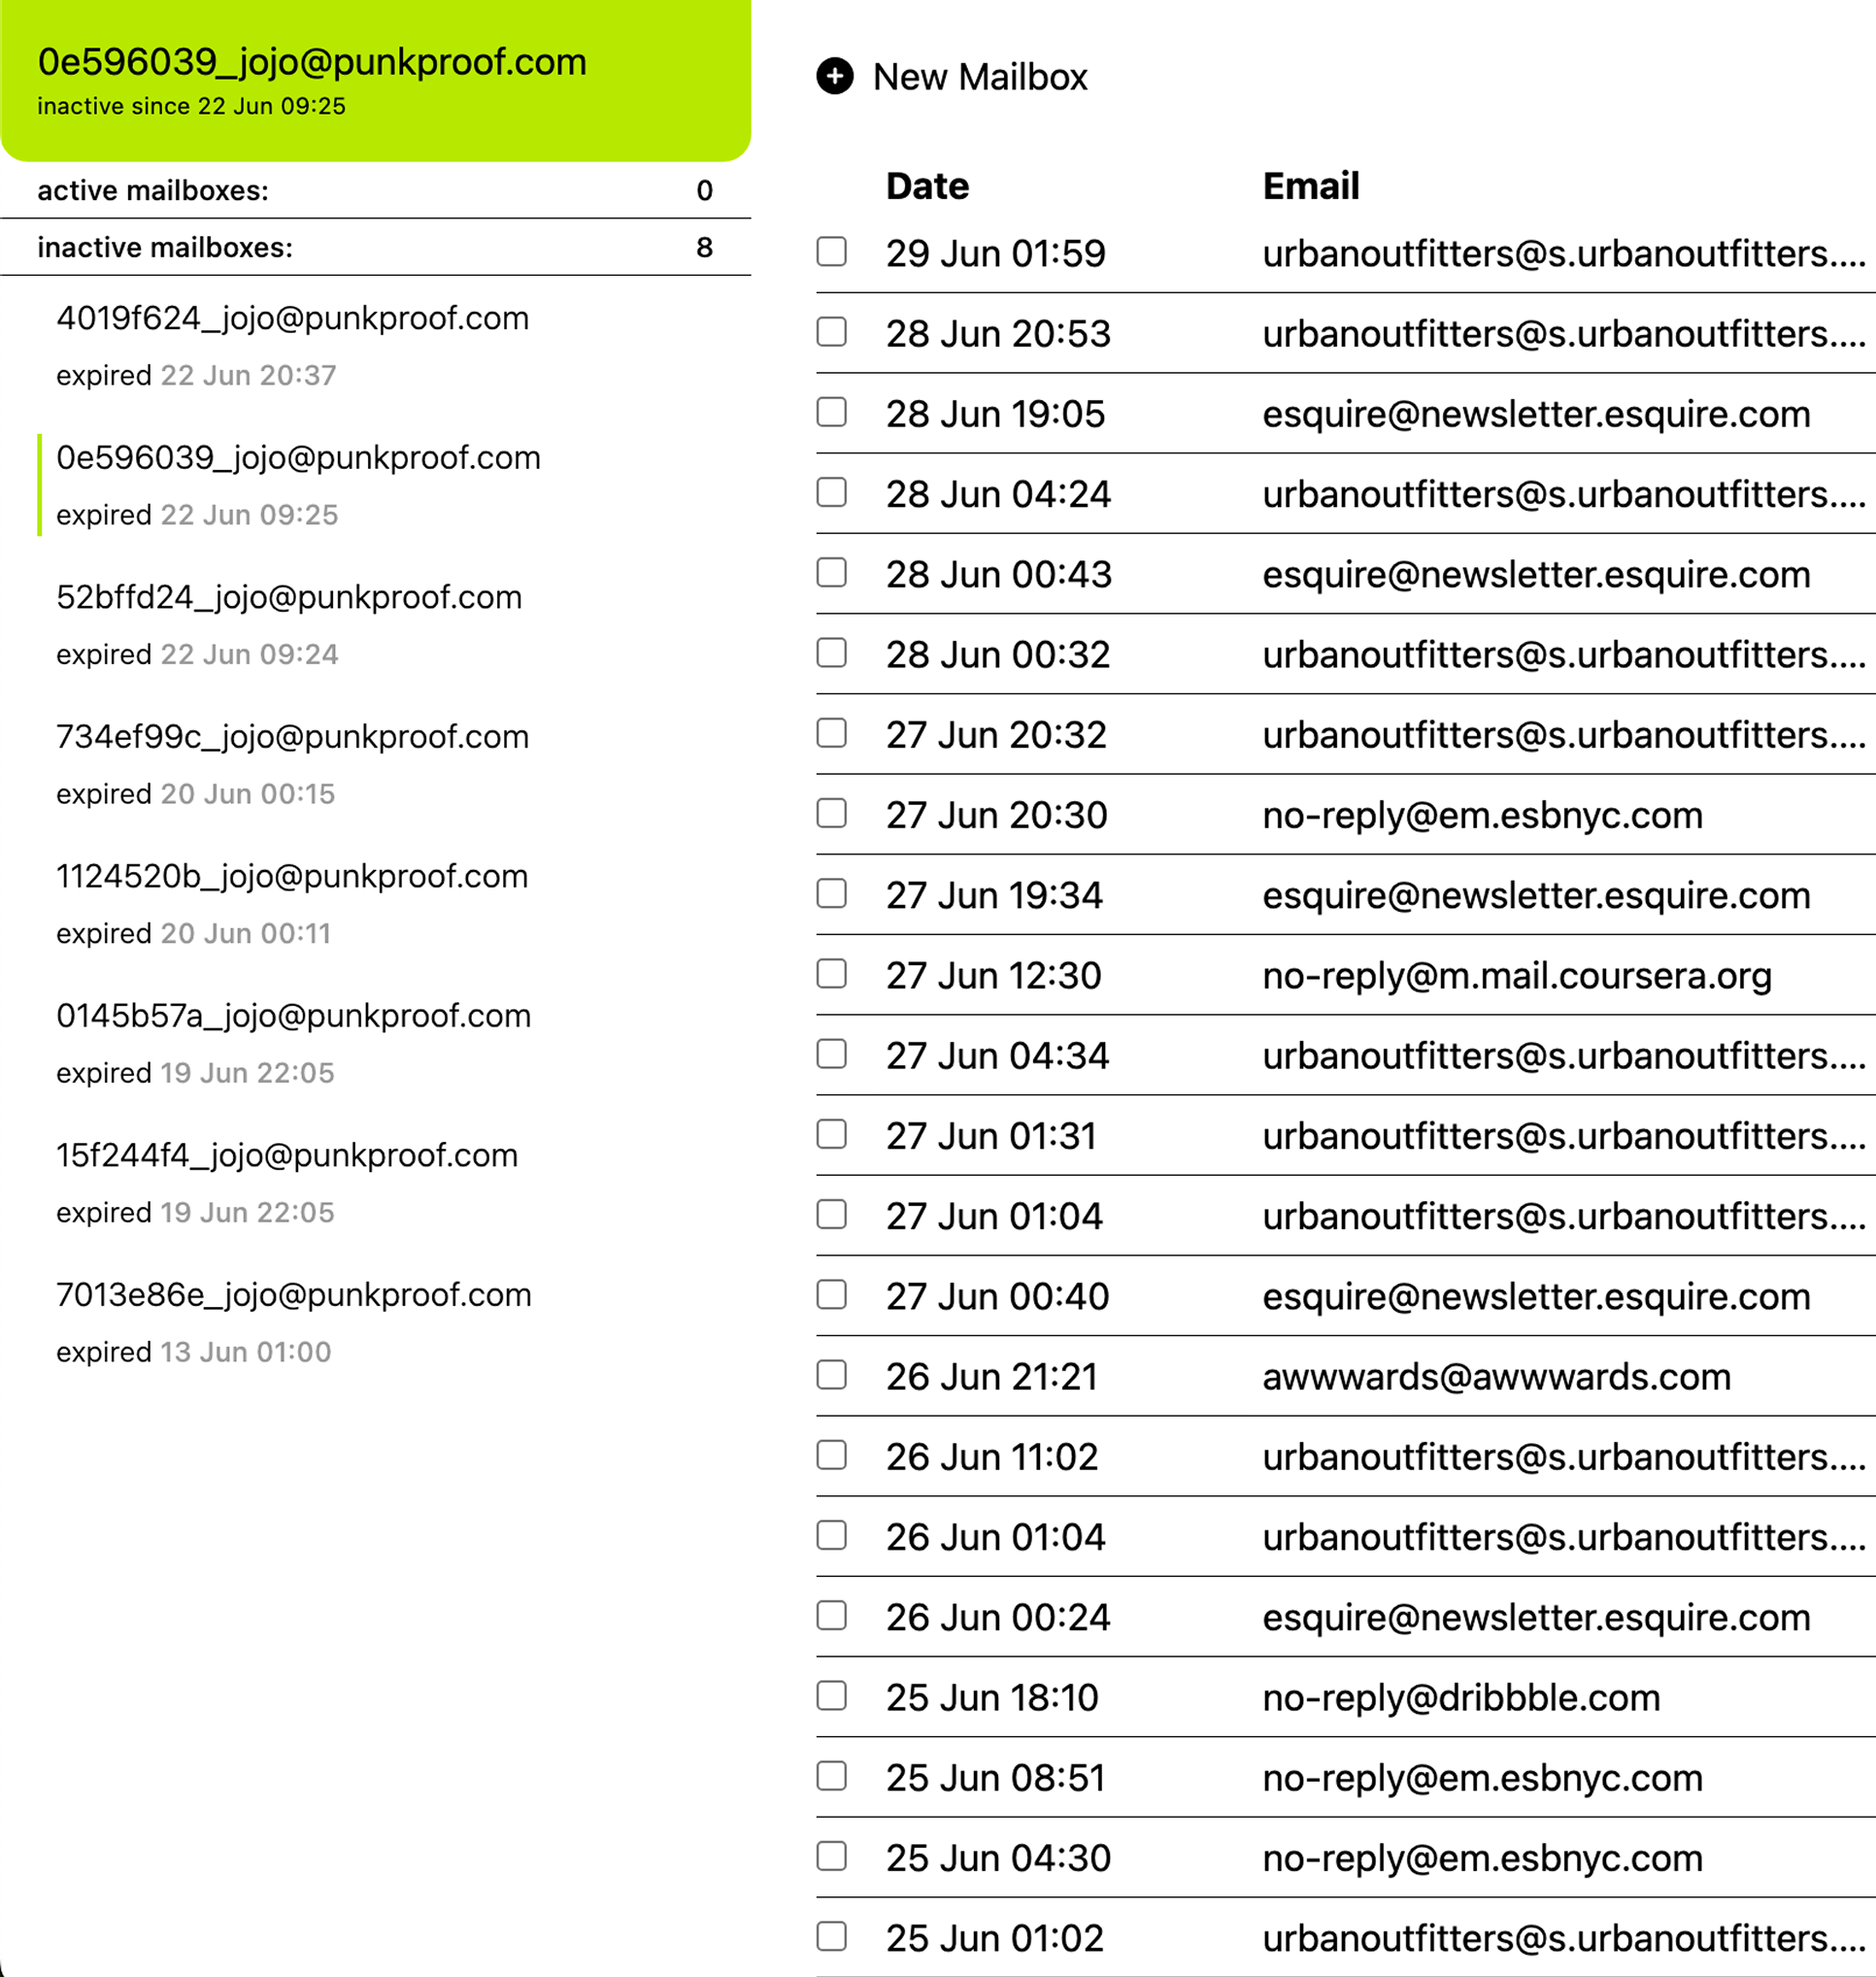 0e596039_jojo@punkproof.com
inactive since 22 Jun 09:25
active mailboxes: 0
inactive mailboxes: 8
4019f624_jojo@punkproof.com
expired 22 Jun 20:37
0e596039_jojo@punkproof.com
expired 22 Jun 09:25
52bffd24_jojo@punkproof.com
expired 22 Jun 09:24
734ef99c_jojo@punkproof.com
expired 20 Jun 00:15
1124520b_jojo@punkproof.com
expired 20 Jun 00:11
0145b57a_jojo@punkproof.com
expired 19 Jun 22:05
15f244f4_jojo@punkproof.com
expired 19 Jun 22:05
7013e86e_jojo@punkproof.com
expired 13 Jun 01:00
New Mailbox
Date Email
29 Jun 01:59 urbanoutfitters@s.urbanoutfitters....
28 Jun 20:53 urbanoutfitters@s.urbanoutfitters....
28 Jun 19:05 esquire@newsletter.esquire.com
28 Jun 04:24 urbanoutfitters@s.urbanoutfitters....
28 Jun 00:43 esquire@newsletter.esquire.com
28 Jun 00:32 urbanoutfitters@s.urbanoutfitters....
27 Jun 20:32 urbanoutfitters@s.urbanoutfitters....
27 Jun 20:30 no-reply@em.esbnyc.com
27 Jun 19:34 esquire@newsletter.esquire.com
27 Jun 12:30 no-reply@m.mail.coursera.org
27 Jun 04:34 urbanoutfitters@s.urbanoutfitters....
27 Jun 01:31 urbanoutfitters@s.urbanoutfitters....
27 Jun 01:04 urbanoutfitters@s.urbanoutfitters....
27 Jun 00:40 esquire@newsletter.esquire.com
26 Jun 21:21 awwwards@awwwards.com
26 Jun 11:02 urbanoutfitters@s.urbanoutfitters....
26 Jun 01:04 urbanoutfitters@s.urbanoutfitters....
26 Jun 00:24 esquire@newsletter.esquire.com
25 Jun 18:10 no-reply@dribbble.com
25 Jun 08:51 no-reply@em.esbnyc.com
25 Jun 04:30 no-reply@em.esbnyc.com
25 Jun 01:02 urbanoutfitters@s.urbanoutfitters....